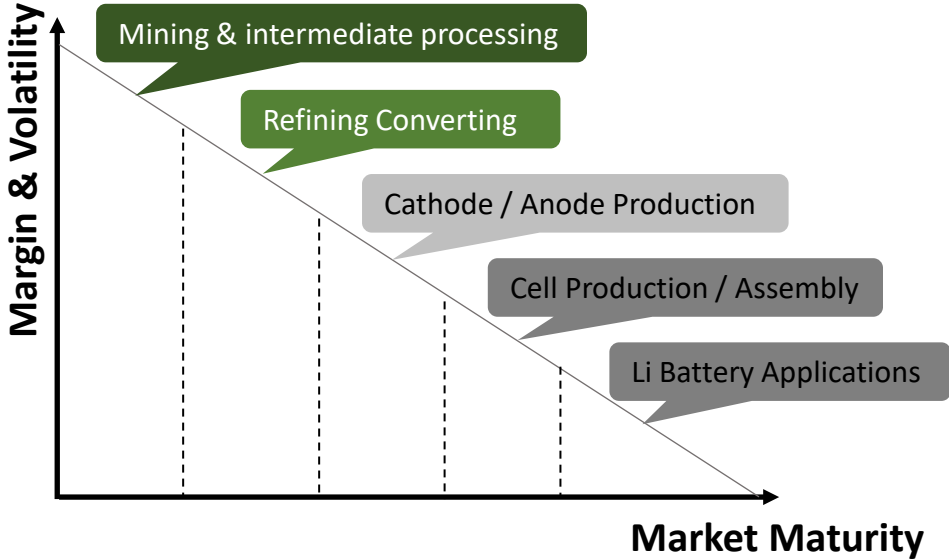 Margin & Volatility
Mining & intermediate processing
Refining Converting
Cathode / Anode Production
Cell Production / Assembly
Li Battery Applications
Market Maturity